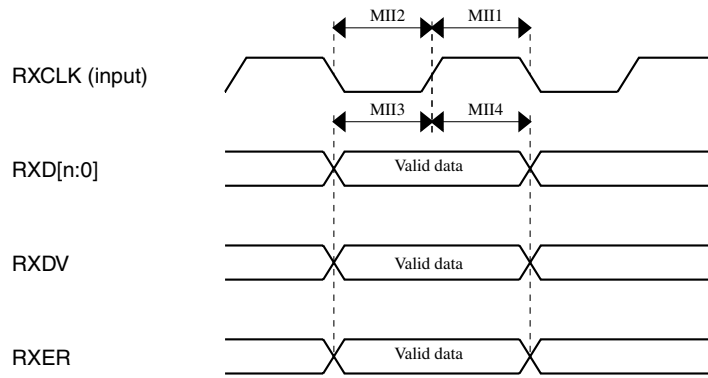 MII2 MII1
RXCLK (input)
MII3 MII4
RXD[n:0] Valid data
RXDV Valid data
RXER Valid data